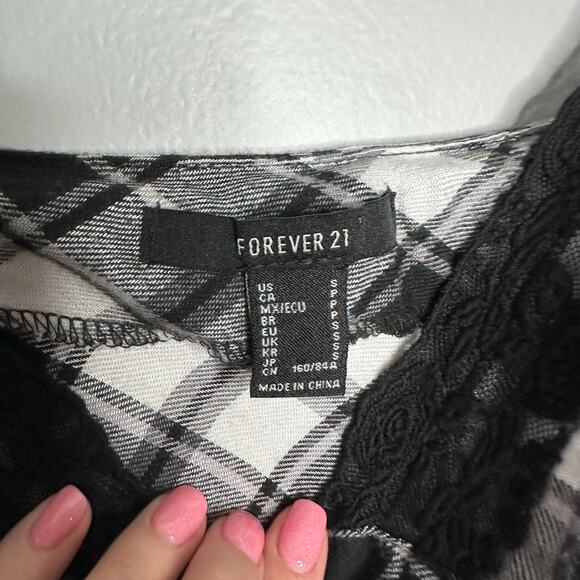 FOREVER 21
US S
CA P
MX/ECU P
BR P
EU S
UK S
KR S
JP S
CN 160/84A
MADE IN CHINA